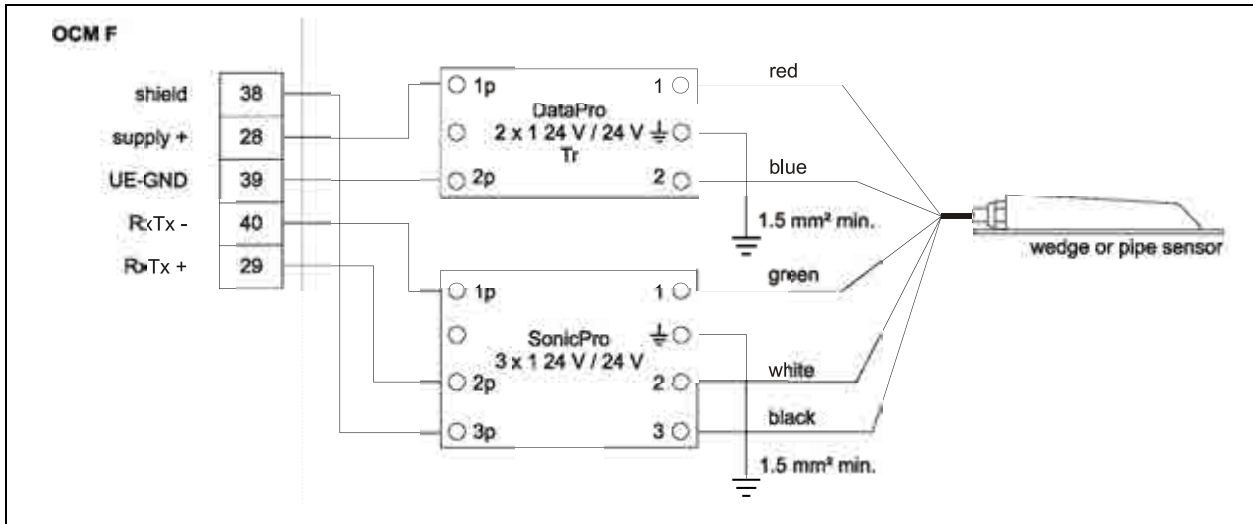 OCM F
shield 38
supply + 28
UE-GND 39
RxTx - 40
RxTx + 29
1p 1
DataPro
2 x 1 24 V / 24 V
Tr
2p 2
1p 1
SonicPro
3 x 1 24 V / 24 V
2p 2
3p 3
red
blue
1.5 mm² min.
green
white
black
1.5 mm² min.
wedge or pipe sensor